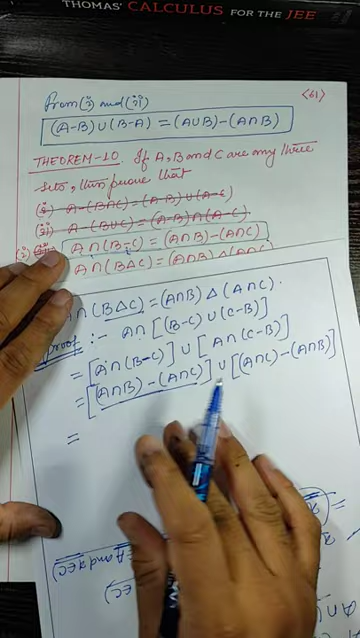 THOMAS' CALCULUS FOR THE JEE
From (i) and (ii) <61>
(A-B)∪(B-A) = (A∪B)-(A∩B)
THEOREM-10. If A, B and C are any three
sets, then prove that
A-(B∩C) = (A-B)∪(A-C)
A-(B∪C) = (A-B)∩(A-C)
A∩(B-C) = (A∩B)-(A∩C)
A∩(BΔC) = (A∩B)Δ(A∩C)
∩(BΔC) = (A∩B) Δ (A∩C).
proof :- A∩[(B-C)∪(C-B)]
= [A∩(B-C)] ∪ [A∩(C-B)]
= [(A∩B)-(A∩C)] ∪ [(A∩C)-(A∩B)]
=